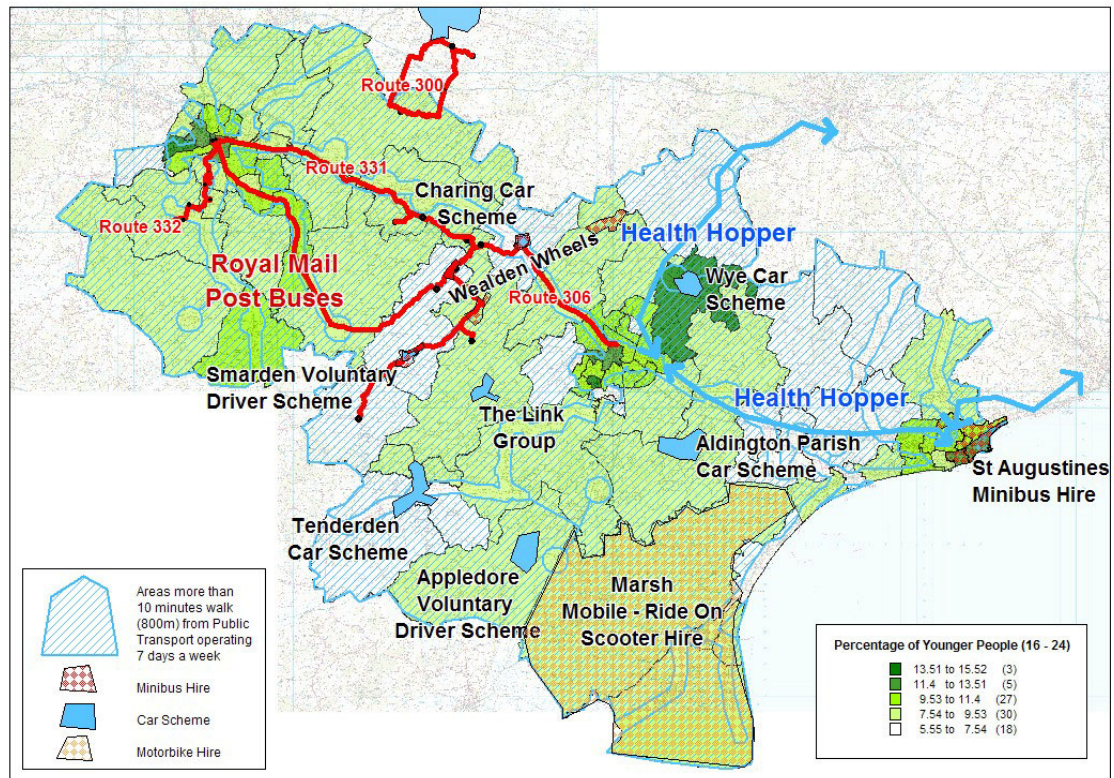 Route 300
Route 331
Charing Car
Scheme
Route 332
Royal Mail
Post Buses
Wealden Wheels
Health Hopper
Wye Car
Scheme
Route 306
Smarden Voluntary
Driver Scheme
The Link
Group
Health Hopper
Aldington Parish
Car Scheme
St Augustines
Minibus Hire
Tenderden
Car Scheme
Appledore
Voluntary
Driver Scheme
Marsh
Mobile - Ride On
Scooter Hire
Areas more than
10 minutes walk
(800m) from Public
Transport operating
7 days a week
Minibus Hire
Car Scheme
Motorbike Hire
Percentage of Younger People (16 - 24)
13.51 to 15.52 (3)
11.4 to 13.51 (5)
9.53 to 11.4 (27)
7.54 to 9.53 (30)
5.55 to 7.54 (18)